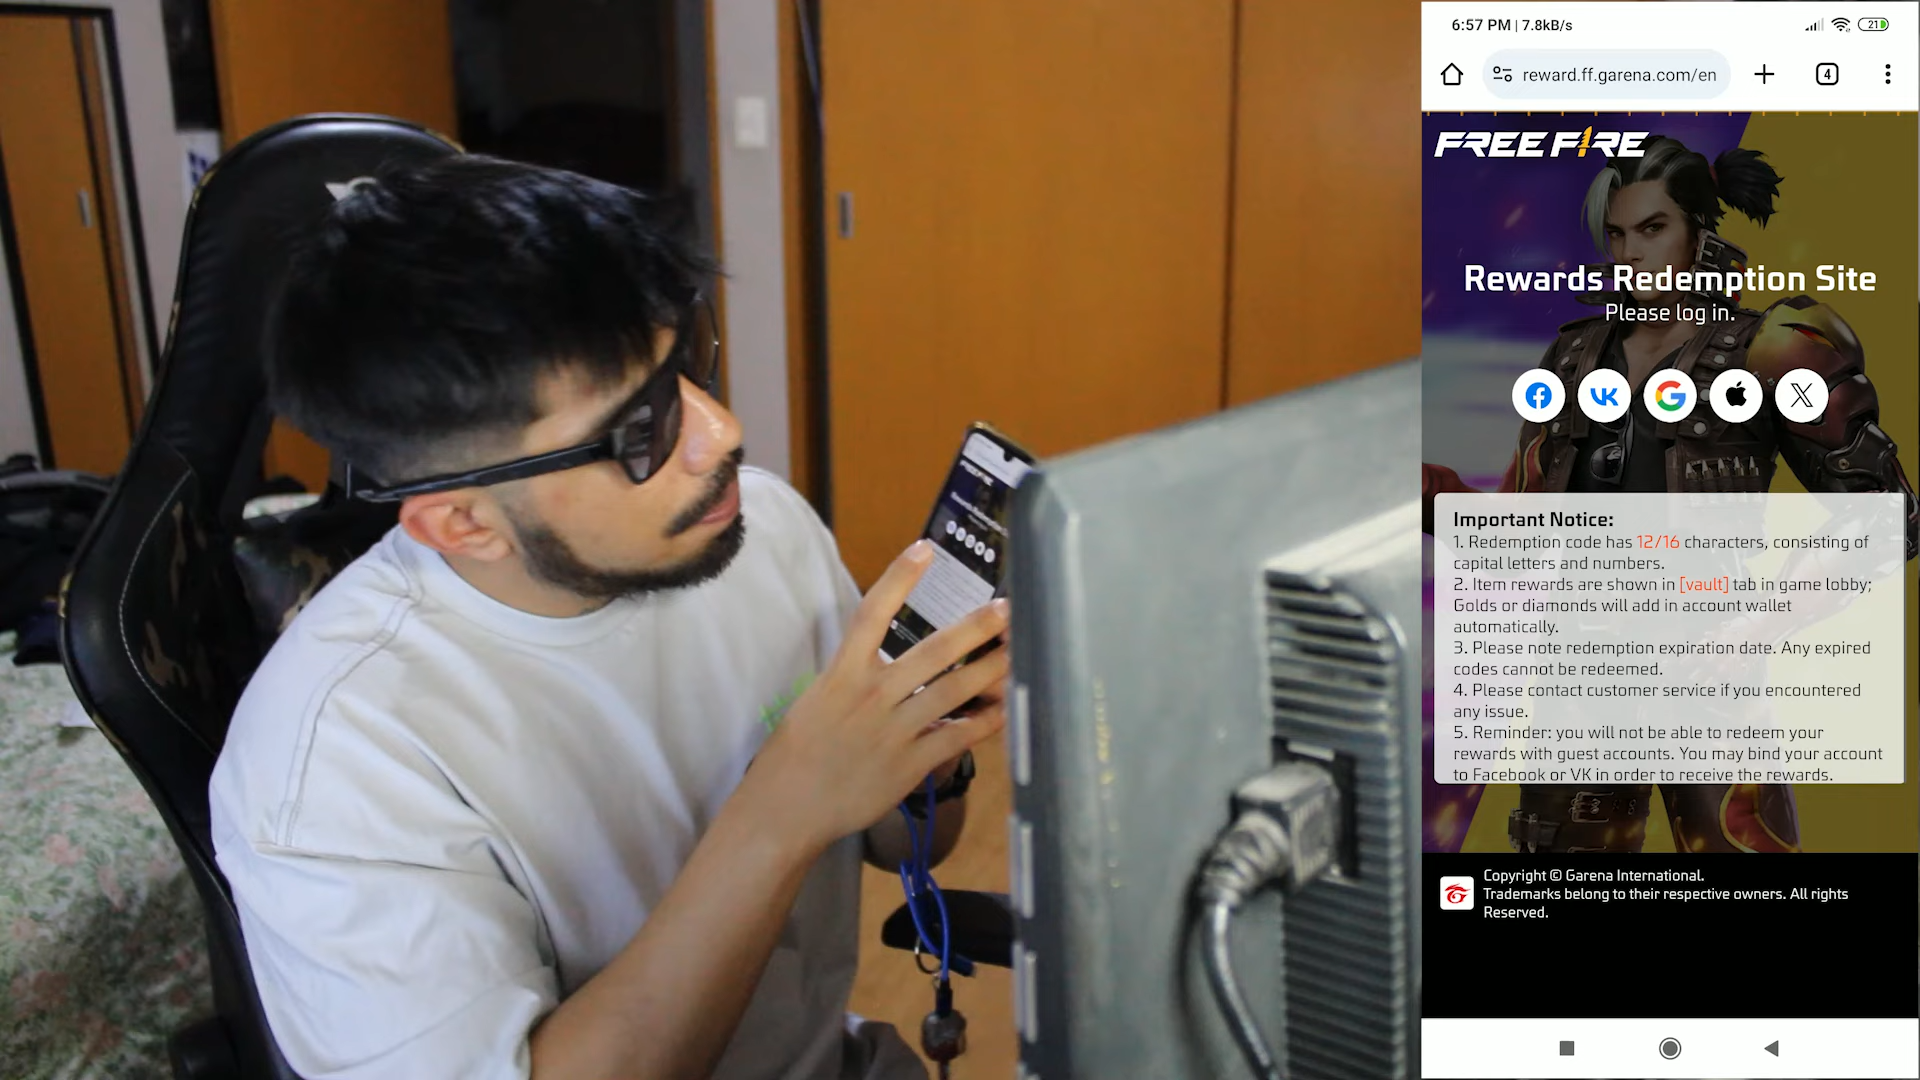 6:57 PM | 7.8kB/s
21
reward.ff.garena.com/en
4
FREE FIRE
Rewards Redemption Site
Please log in.
Important Notice:
1. Redemption code has 12/16 characters, consisting of
capital letters and numbers.
2. Item rewards are shown in [vault] tab in game lobby;
Golds or diamonds will add in account wallet
automatically.
3. Please note redemption expiration date. Any expired
codes cannot be redeemed.
4. Please contact customer service if you encountered
any issue.
5. Reminder: you will not be able to redeem your
rewards with guest accounts. You may bind your account
to Facebook or VK in order to receive the rewards.
Copyright © Garena International.
Trademarks belong to their respective owners. All rights
Reserved.